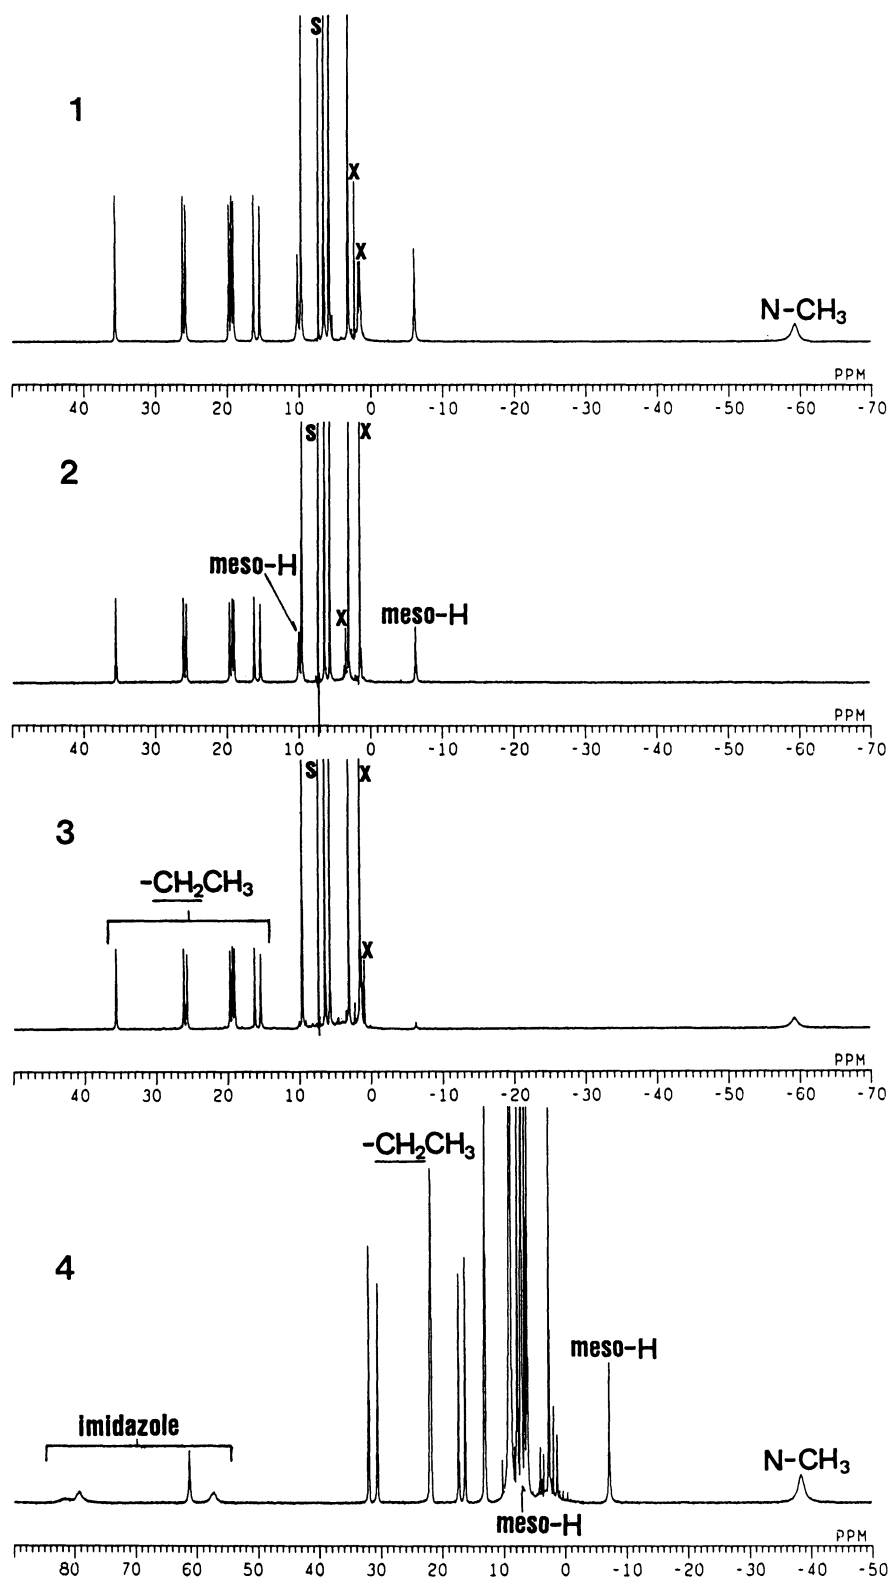 1
S
X
X
N-CH₃
PPM
40 30 20 10 0 -10 -20 -30 -40 -50 -60 -70
2
S X
meso-H
X meso-H
PPM
40 30 20 10 0 -10 -20 -30 -40 -50 -60 -70
3
S X
-CH₂CH₃
X
PPM
40 30 20 10 0 -10 -20 -30 -40 -50 -60 -70
-CH₂CH₃
4
meso-H
imidazole
N-CH₃
meso-H
PPM
80 70 60 50 40 30 20 10 0 -10 -20 -30 -40 -50